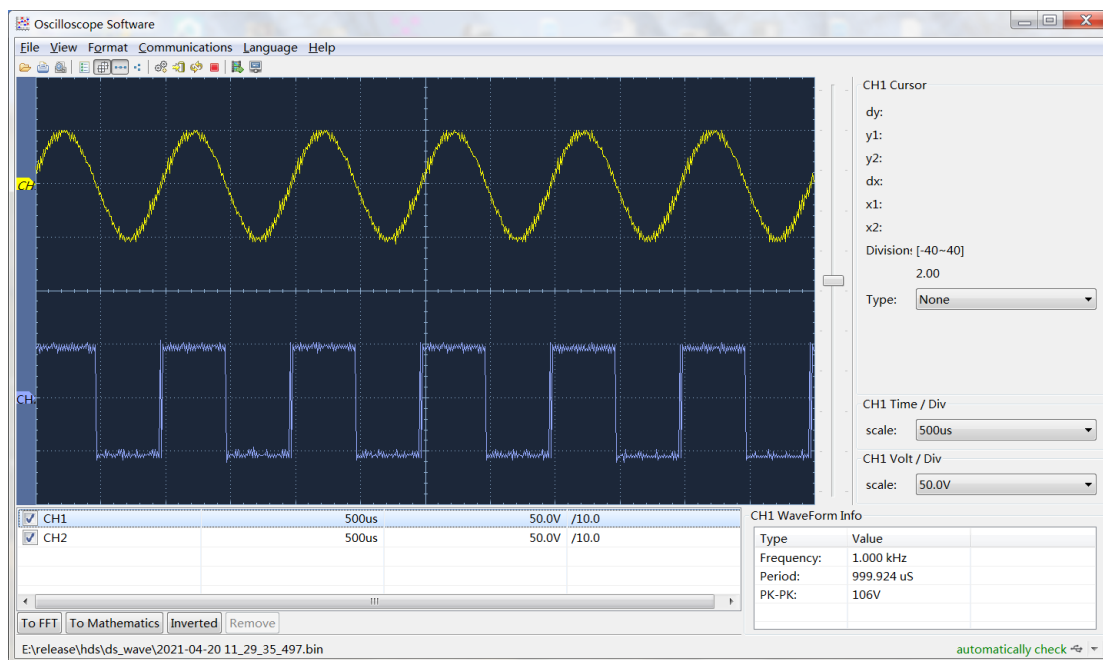 Oscilloscope Software
File View Format Communications Language Help
CH1 Cursor
dy:
y1:
y2:
dx:
x1:
x2:
Division: [-40~40]
2.00
Type: None
CH
CH
CH1 Time / Div
scale: 500us
CH1 Volt / Div
scale: 50.0V
CH1 500us 50.0V /10.0
CH2 500us 50.0V /10.0
CH1 WaveForm Info
Type Value
Frequency: 1.000 kHz
Period: 999.924 uS
PK-PK: 106V
To FFT To Mathematics Inverted Remove
E:\release\hds\ds_wave\2021-04-20 11_29_35_497.bin
automatically check